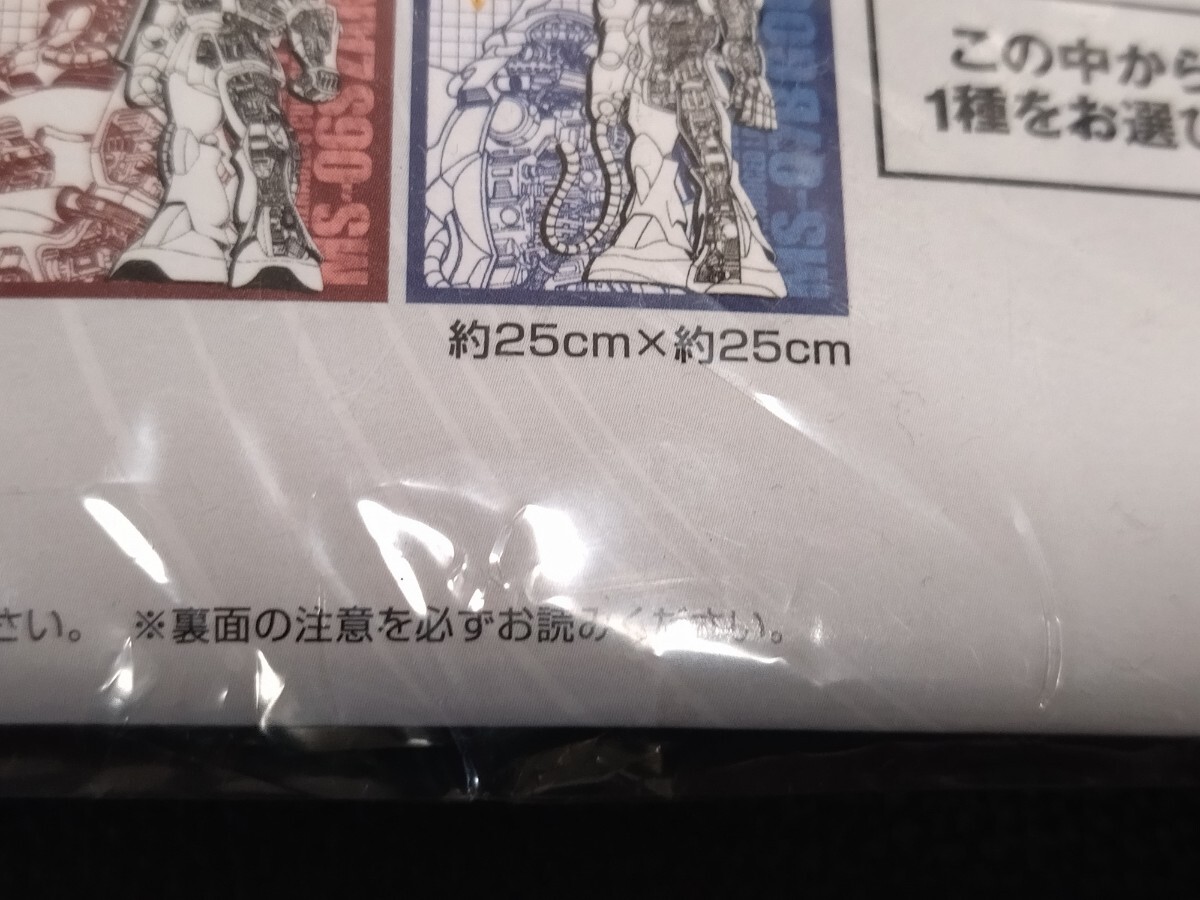 MS-06S
MS-07B
この中から
1種をお選び
約25cm×約25cm
さい。 ※裏面の注意を必ずお読みください。